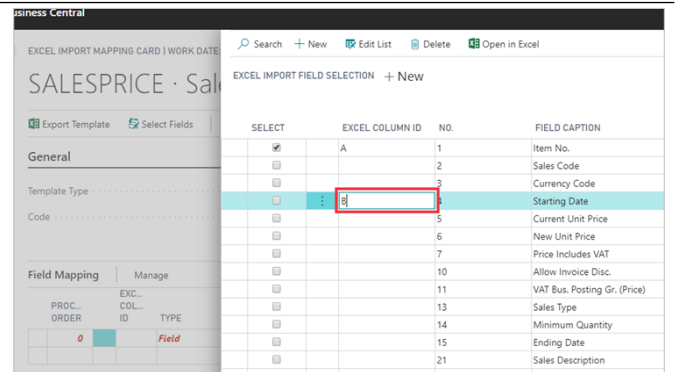 usiness Central
EXCEL IMPORT MAPPING CARD | WORK DATE:
SALESPRICE · Sal
Export Template Select Fields
General
Template Type
Code
Field Mapping Manage
PROC... ORDER EXC... COL... ID TYPE
0 Field
Search + New Edit List Delete Open in Excel
EXCEL IMPORT FIELD SELECTION + New
SELECT EXCEL COLUMN ID NO. FIELD CAPTION
A 1 Item No.
2 Sales Code
3 Currency Code
B 4 Starting Date
5 Current Unit Price
6 New Unit Price
7 Price Includes VAT
10 Allow Invoice Disc.
11 VAT Bus. Posting Gr. (Price)
13 Sales Type
14 Minimum Quantity
15 Ending Date
21 Sales Description